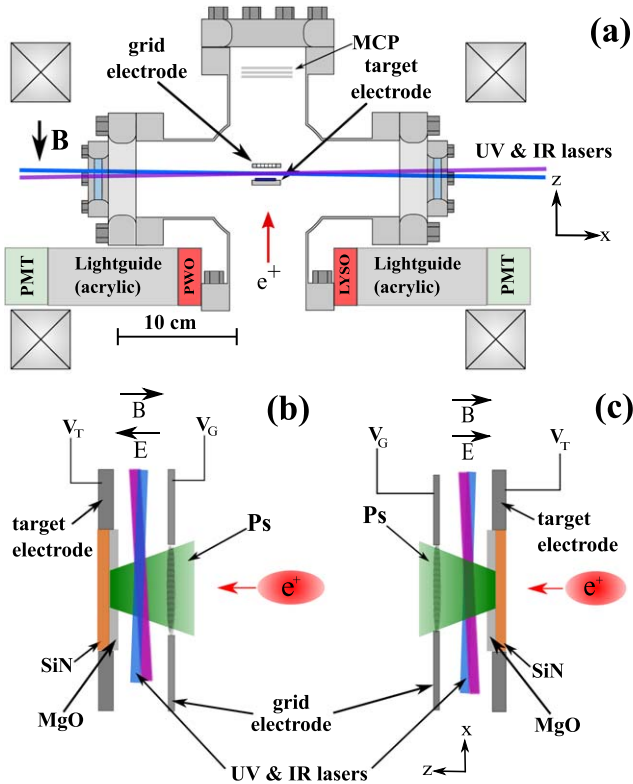 (a)
grid
electrode
MCP
target
electrode
B
UV & IR lasers
z
x
e+
PMT
Lightguide
(acrylic)
PWO
LYSO
Lightguide
(acrylic)
PMT
10 cm
(b)
B
E
VT
VG
target
electrode
Ps
e+
SiN
MgO
grid
electrode
UV & IR lasers
(c)
B
E
VG
VT
Ps
target
electrode
e+
SiN
MgO
x
z